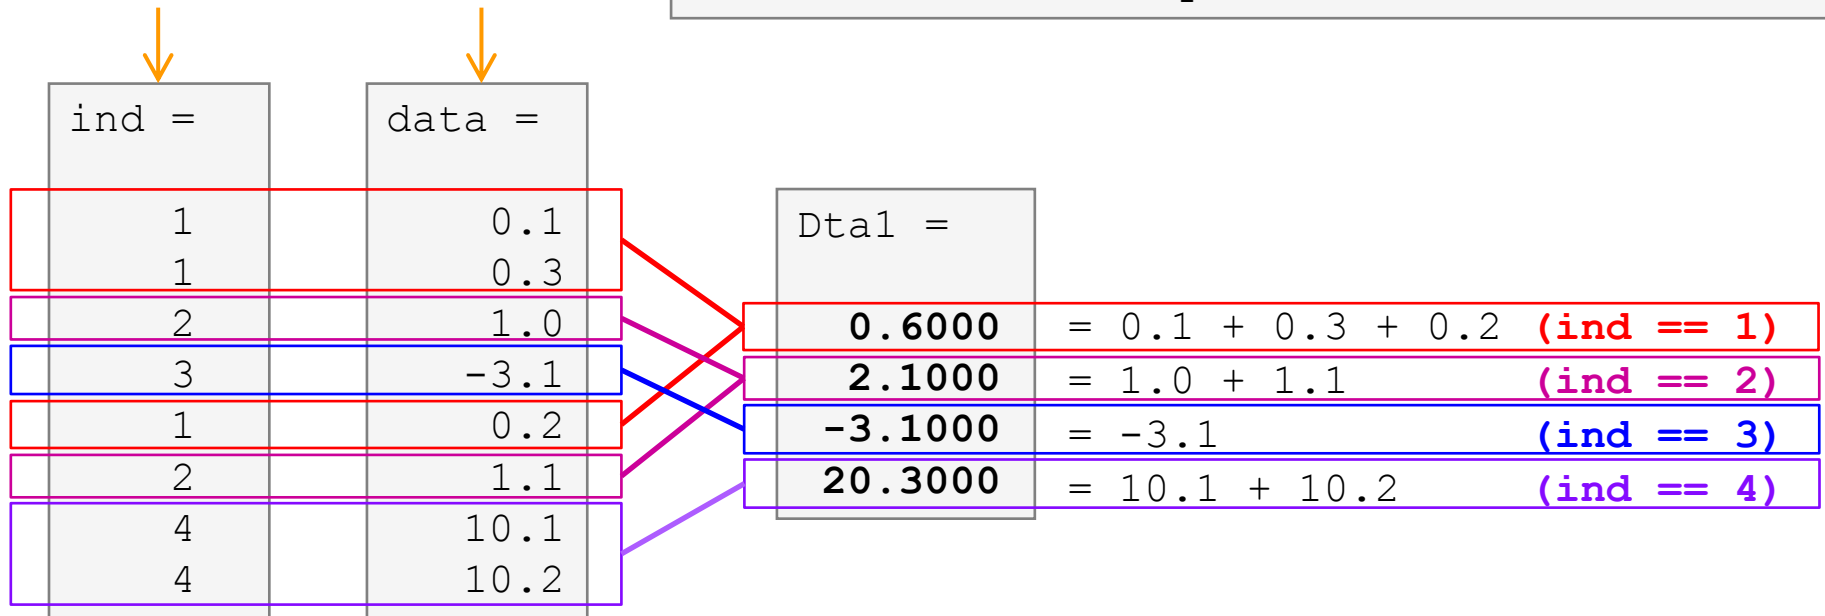 ind =
data =
1 0.1
1 0.3
2 1.0
3 -3.1
1 0.2
2 1.1
4 10.1
4 10.2
Dta1 =
0.6000 = 0.1 + 0.3 + 0.2 (ind == 1)
2.1000 = 1.0 + 1.1 (ind == 2)
-3.1000 = -3.1 (ind == 3)
20.3000 = 10.1 + 10.2 (ind == 4)